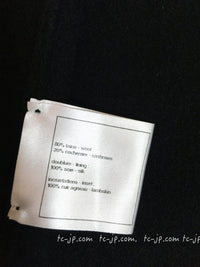 80% laine - wool
20% cachemire - cashmere
doublure - lining
100% soie - silk
incrustations - inset
100% cuir agneau - lambskin
tc-jp.com tc-jp.com tc-jp.com